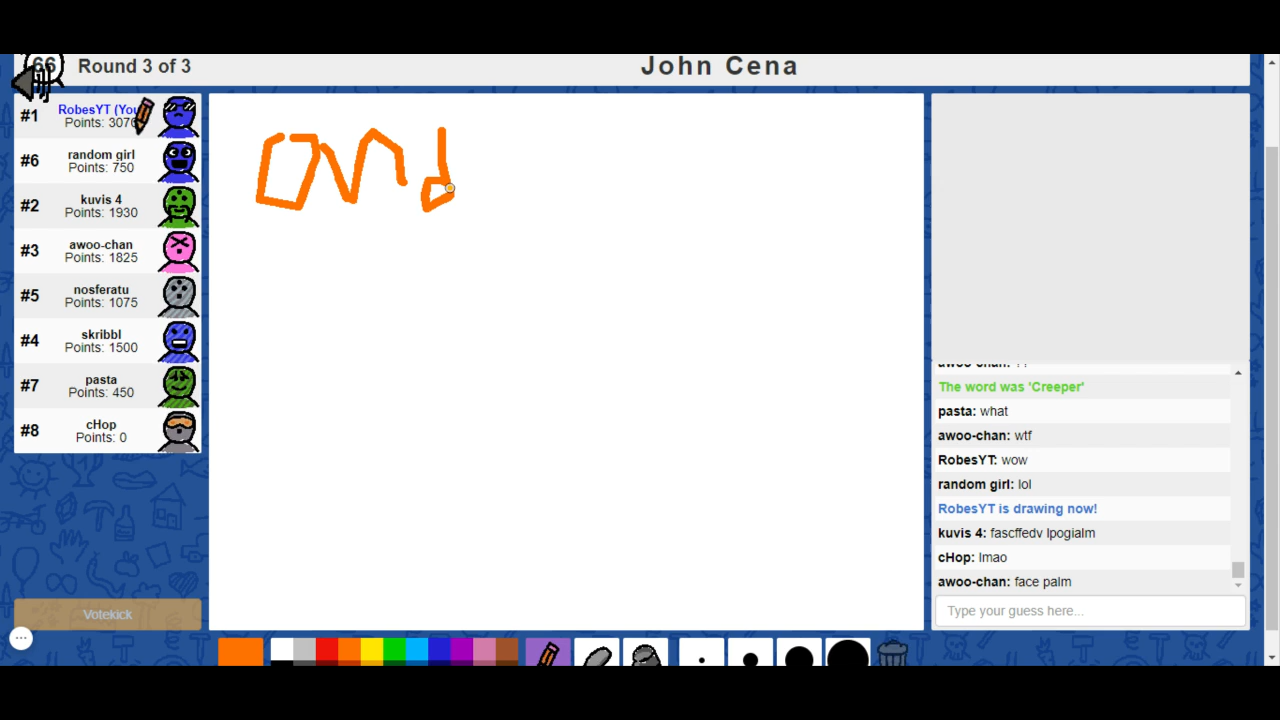 66 Round 3 of 3 John Cena
#1 RobesYT (You
Points: 3070
#6 random girl
Points: 750
#2 kuvis 4
Points: 1930
#3 awoo-chan
Points: 1825
#5 nosferatu
Points: 1075
#4 skribbl
Points: 1500
#7 pasta
Points: 450
#8 cHop
Points: 0
Votekick
awoo-chan: ??
The word was 'Creeper'
pasta: what
awoo-chan: wtf
RobesYT: wow
random girl: lol
RobesYT is drawing now!
kuvis 4: fascffedv lpogialm
cHop: lmao
awoo-chan: face palm
Type your guess here...